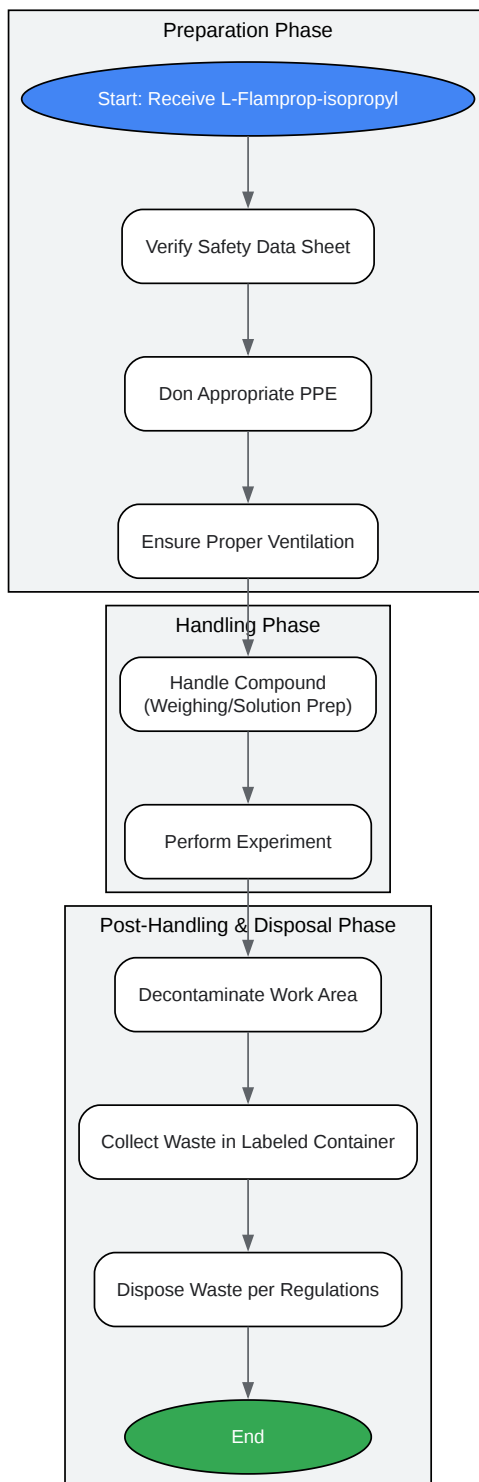 Preparation Phase
Start: Receive L-Flamprop-isopropyl
Verify Safety Data Sheet
Don Appropriate PPE
Ensure Proper Ventilation
Handling Phase
Handle Compound
(Weighing/Solution Prep)
Perform Experiment
Post-Handling & Disposal Phase
Decontaminate Work Area
Collect Waste in Labeled Container
Dispose Waste per Regulations
End